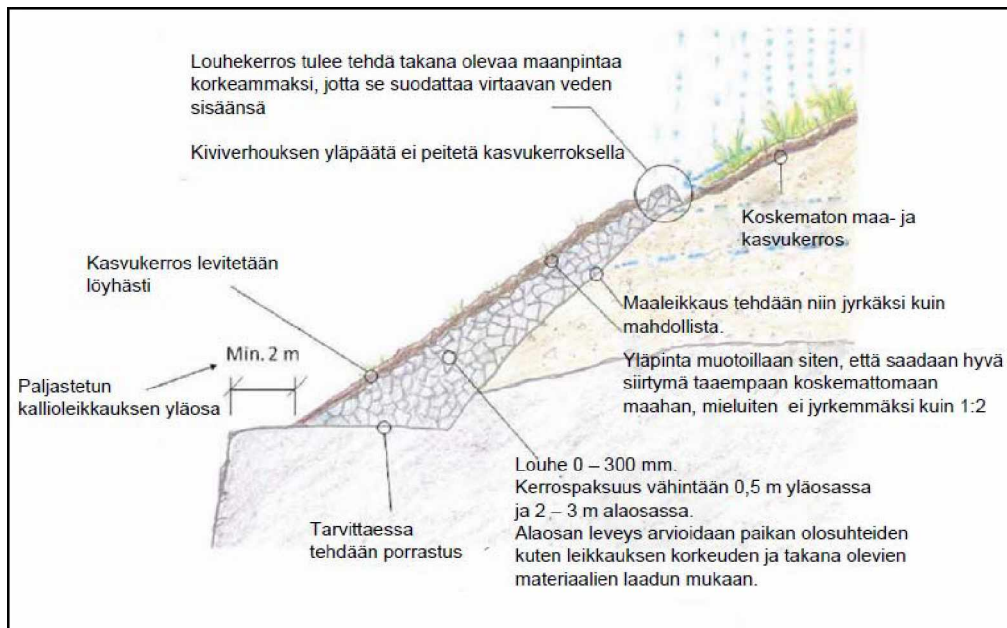 Louhekerros tulee tehdä takana olevaa maanpintaa
korkeammaksi, jotta se suodattaa virtaavan veden
sisäänsä
Kiviverhouksen yläpäätä ei peitetä kasvukerroksella
Koskematon maa- ja
kasvukerros
Kasvukerros levitetään
löyhästi
Maaleikkaus tehdään niin jyrkäksi kuin
mahdollista.
Min. 2 m
Yläpinta muotoillaan siten, että saadaan hyvä
siirtymä taaempaan koskemattomaan
maahan, mieluiten ei jyrkemmäksi kuin 1:2
Paljastetun
kallioleikkauksen yläosa
Louhe 0 – 300 mm.
Kerrospaksuus vähintään 0,5 m yläosassa
ja 2 – 3 m alaosassa.
Alaosan leveys arvioidaan paikan olosuhteiden
kuten leikkauksen korkeuden ja takana olevien
materiaalien laadun mukaan.
Tarvittaessa
tehdään porrastus